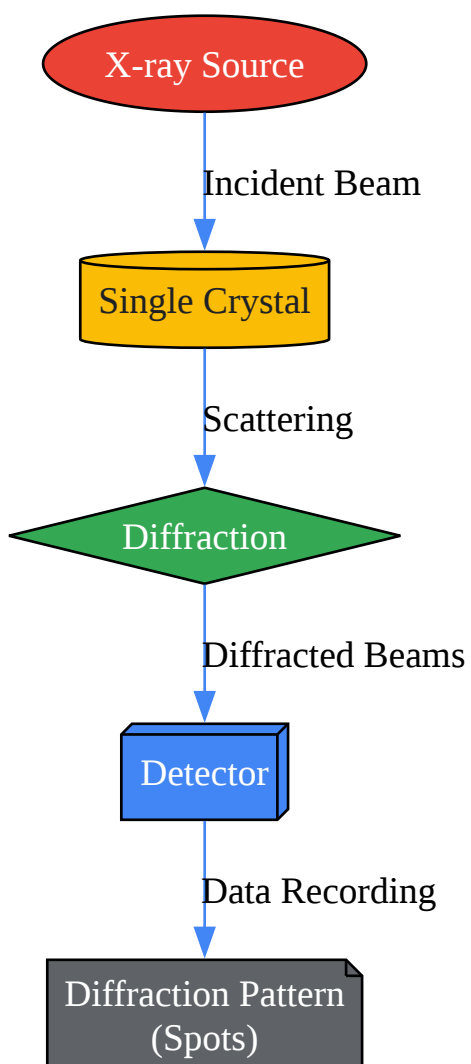 X-ray Source
Incident Beam
Single Crystal
Scattering
Diffraction
Diffracted Beams
Detector
Data Recording
Diffraction Pattern
(Spots)